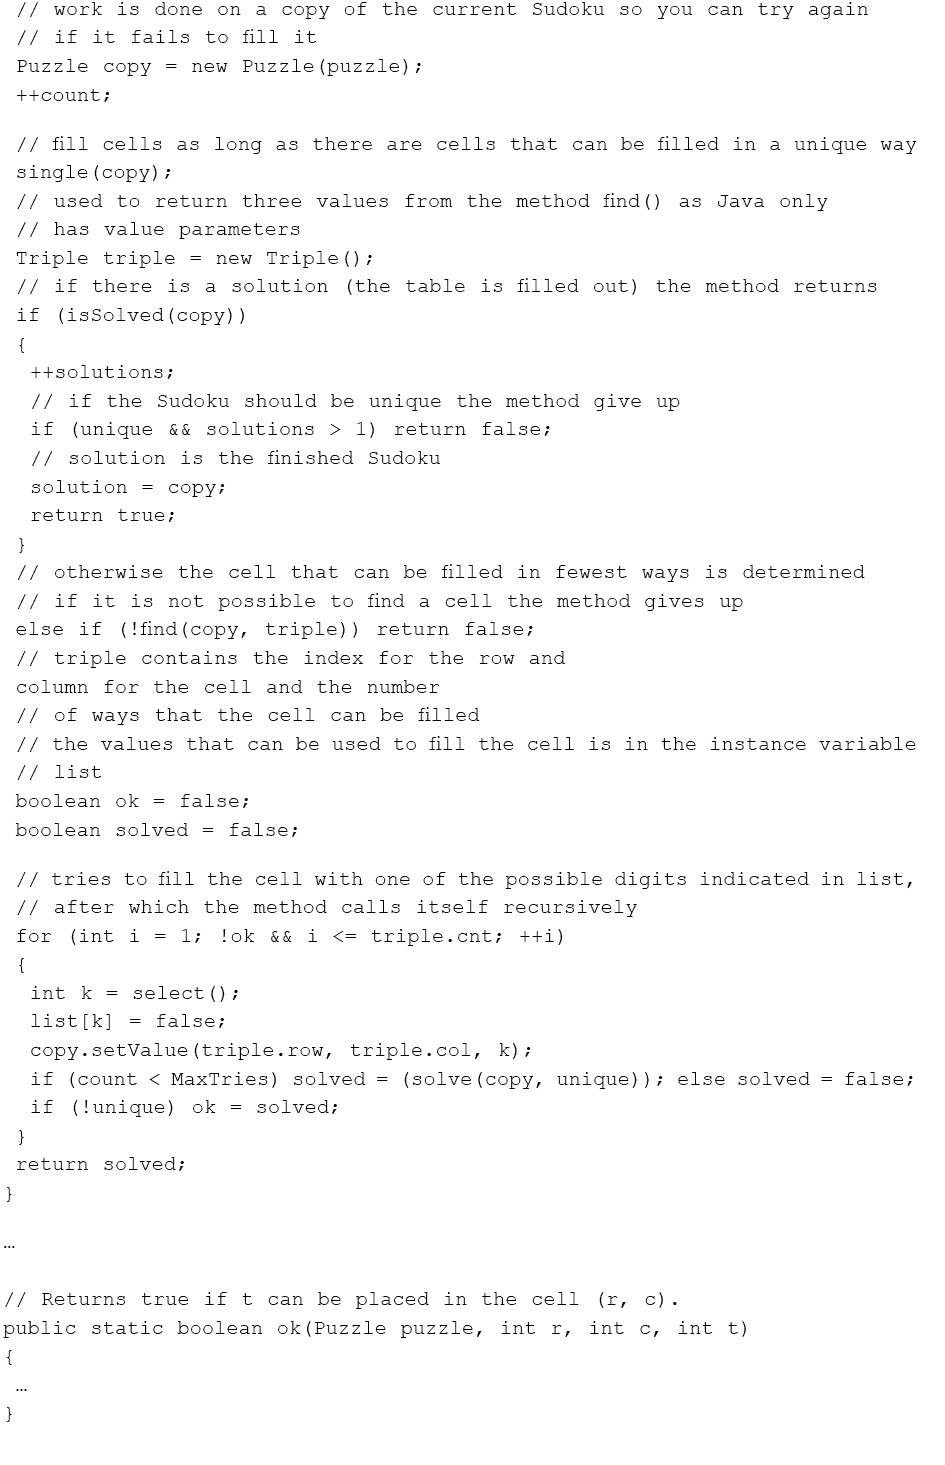 // work is done on a copy of the current Sudoku so you can try again
// if it fails to fill it
Puzzle copy = new Puzzle(puzzle);
++count;
// fill cells as long as there are cells that can be filled in a unique way
single(copy);
// used to return three values from the method find() as Java only
// has value parameters
Triple triple = new Triple();
// if there is a solution (the table is filled out) the method returns
if (isSolved(copy))
{
++solutions;
// if the Sudoku should be unique the method give up
if (unique && solutions > 1) return false;
// solution is the finished Sudoku
solution = copy;
return true;
}
// otherwise the cell that can be filled in fewest ways is determined
// if it is not possible to find a cell the method gives up
else if (!find(copy, triple)) return false;
// triple contains the index for the row and
column for the cell and the number
// of ways that the cell can be filled
// the values that can be used to fill the cell is in the instance variable
// list
boolean ok = false;
boolean solved = false;
// tries to fill the cell with one of the possible digits indicated in list,
// after which the method calls itself recursively
for (int i = 1; !ok && i <= triple.cnt; ++i)
{
int k = select();
list[k] = false;
copy.setValue(triple.row, triple.col, k);
if (count < MaxTries) solved = (solve(copy, unique)); else solved = false;
if (!unique) ok = solved;
}
return solved;
}
…
// Returns true if t can be placed in the cell (r, c).
public static boolean ok(Puzzle puzzle, int r, int c, int t)
{
…
}